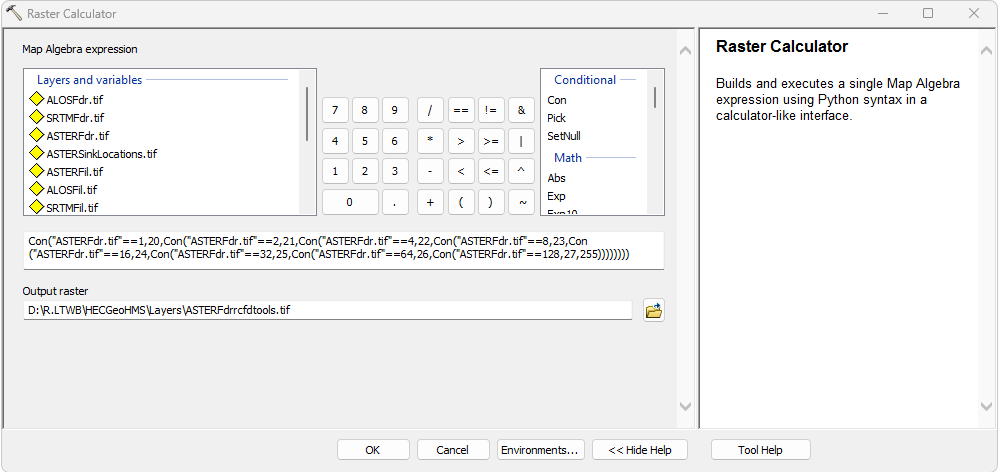 Raster Calculator
Map Algebra expression
Layers and variables
ALOSFdr.tif
SRTMFdr.tif
ASTERFdr.tif
ASTERSinkLocations.tif
ASTERFil.tif
ALOSFil.tif
SRTMFil.tif
7 8 9 / == != &
4 5 6 * > >= |
1 2 3 - < <= ^
0 . + ( ) ~
Conditional
Con
Pick
SetNull
Math
Abs
Exp
Exp10
Con("ASTERFdr.tif"==1,20,Con("ASTERFdr.tif"==2,21,Con("ASTERFdr.tif"==4,22,Con("ASTERFdr.tif"==8,23,Con
("ASTERFdr.tif"==16,24,Con("ASTERFdr.tif"==32,25,Con("ASTERFdr.tif"==64,26,Con("ASTERFdr.tif"==128,27,255))))))))
Output raster
D:\R.LTWB\HECGeoHMS\Layers\ASTERFdrrcfdtools.tif
Raster Calculator
Builds and executes a single Map Algebra
expression using Python syntax in a
calculator-like interface.
OK Cancel Environments... << Hide Help Tool Help